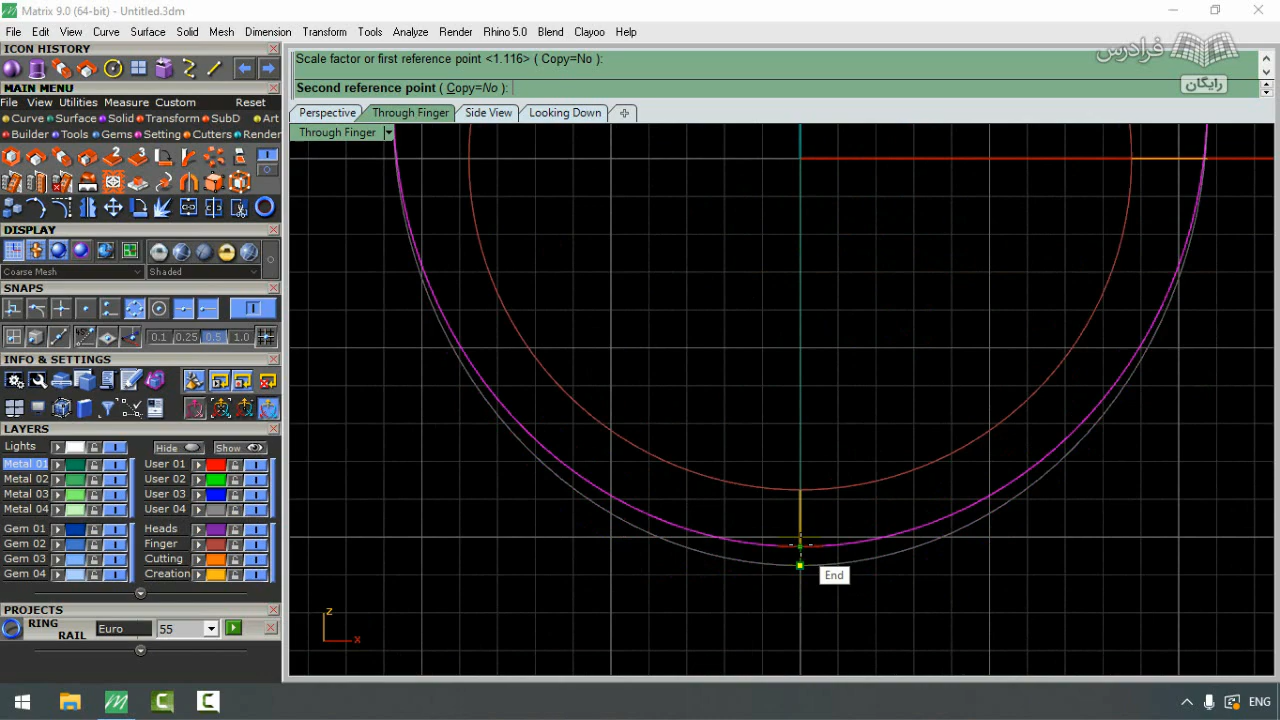 Matrix 9.0 (64-bit) - Untitled.3dm
File Edit View Curve Surface Solid Mesh Dimension Transform Tools Analyze Render Rhino 5.0 Blend Clayoo Help
ICON HISTORY
Scale factor or first reference point <1.116> ( Copy=No ):
Second reference point ( Copy=No ):
فرادرس
رایگان
MAIN MENU
File View Utilities Measure Custom Reset
Curve Surface Solid Transform SubD Art
Builder Tools Gems Setting Cutters Render
Perspective Through Finger Side View Looking Down
Through Finger
DISPLAY
Coarse Mesh Shaded
SNAPS
0.1 0.25 0.5 1.0
INFO & SETTINGS
LAYERS
Lights Hide Show
Metal 01 User 01
Metal 02 User 02
Metal 03 User 03
Metal 04 User 04
Gem 01 Heads
Gem 02 Finger
Gem 03 Cutting
Gem 04 Creation
End
PROJECTS
RING RAIL Euro 55
z
x
ENG